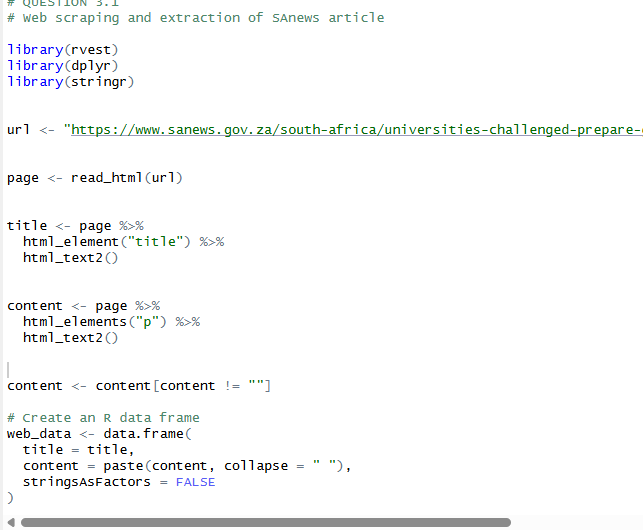 # QUESTION 3.1
# Web scraping and extraction of SAnews article
library(rvest)
library(dplyr)
library(stringr)
url <- "https://www.sanews.gov.za/south-africa/universities-challenged-prepare-
page <- read_html(url)
title <- page %>%
  html_element("title") %>%
  html_text2()
content <- page %>%
  html_elements("p") %>%
  html_text2()
content <- content[content != ""]
# Create an R data frame
web_data <- data.frame(
  title = title,
  content = paste(content, collapse = " "),
  stringsAsFactors = FALSE
)